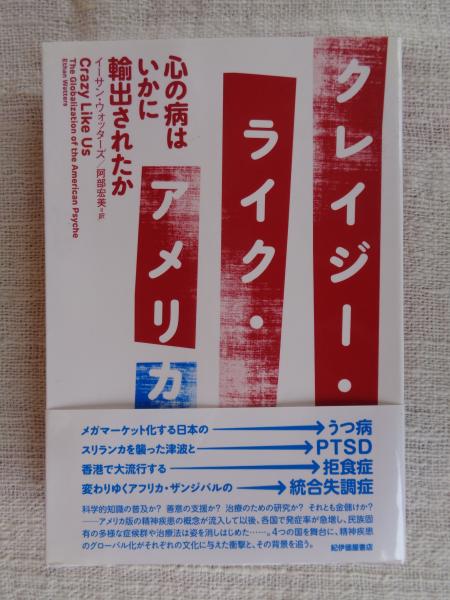 クレイジー・
ライク・
アメリカ
心の病は
いかに
輸出されたか
イーサン・ウォッターズ/阿部宏美=訳
Crazy Like Us
The Globalization of the American Psyche
Ethan Watters
メガマーケット化する日本の→うつ病
スリランカを襲った津波と→PTSD
香港で大流行する→拒食症
変わりゆくアフリカ・ザンジバルの→統合失調症
科学的知識の普及か? 善意の支援か? 治療のための研究か? それとも金儲けか?
──アメリカ版の精神疾患の概念が流入して以後、各国で発症率が急増し、民族固
有の多様な症候群や治療法は姿を消しはじめた……。4つの国を舞台に、精神疾患
のグローバル化がそれぞれの文化に与えた衝撃と、その背景を追う。
紀伊國屋書店